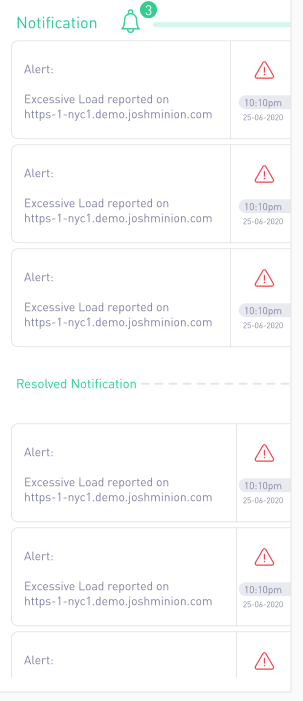 Notification
3
Alert:
Excessive Load reported on
https-1-nyc1.demo.joshminion.com
10:10pm
25-06-2020
Alert:
Excessive Load reported on
https-1-nyc1.demo.joshminion.com
10:10pm
25-06-2020
Alert:
Excessive Load reported on
https-1-nyc1.demo.joshminion.com
10:10pm
25-06-2020
Resolved Notification
Alert:
Excessive Load reported on
https-1-nyc1.demo.joshminion.com
10:10pm
25-06-2020
Alert:
Excessive Load reported on
https-1-nyc1.demo.joshminion.com
10:10pm
25-06-2020
Alert: